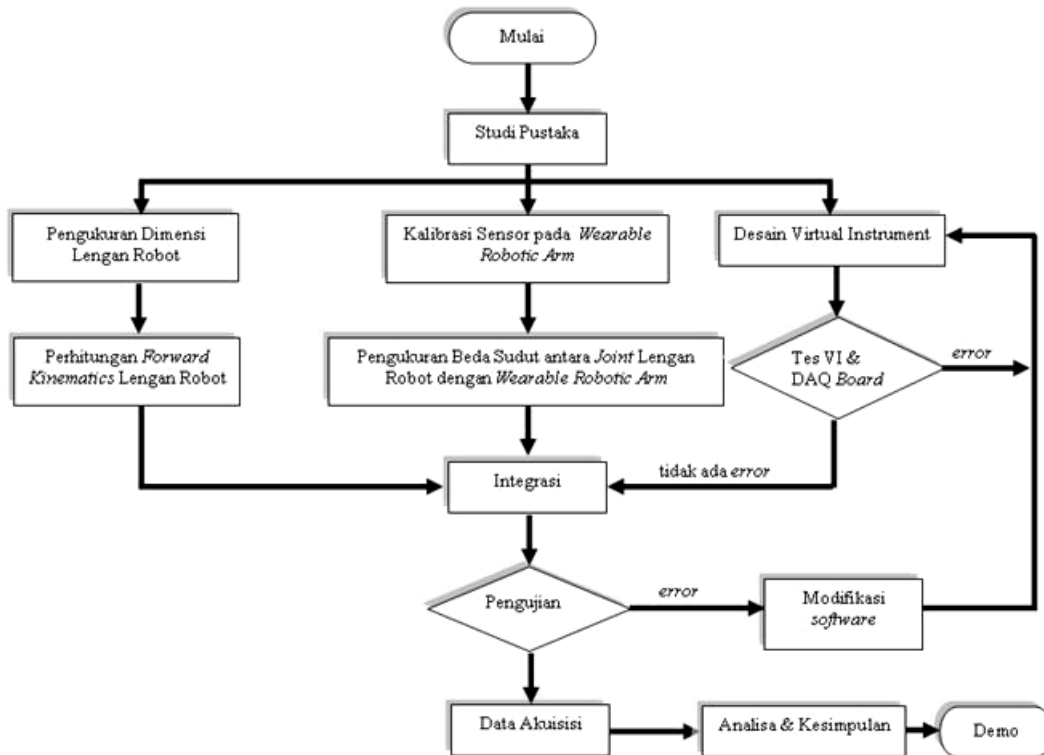 Mulai
Studi Pustaka
Pengukuran Dimensi
Lengan Robot
Kalibrasi Sensor pada Wearable
Robotic Arm
Desain Virtual Instrument
Perhitungan Forward
Kinematics Lengan Robot
Pengukuran Beda Sudut antara Joint Lengan
Robot dengan Wearable Robotic Arm
Tes VI &
DAQ Board
error
tidak ada error
Integrasi
Pengujian
error
Modifikasi
software
Data Akuisisi
Analisa & Kesimpulan
Demo